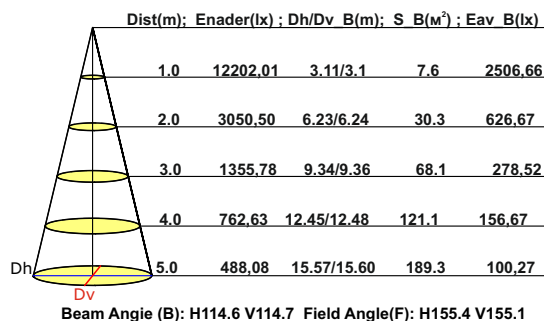 Dist(m); Enader(lx) ; Dh/Dv_B(m); S_B(м²) ; Eav_B(lx)
1.0 12202,01 3.11/3.1 7.6 2506,66
2.0 3050,50 6.23/6.24 30.3 626,67
3.0 1355,78 9.34/9.36 68.1 278,52
4.0 762,63 12.45/12.48 121.1 156,67
Dh 5.0 488,08 15.57/15.60 189.3 100,27
Dv
Beam Angie (B): H114.6 V114.7 Field Angle(F): H155.4 V155.1